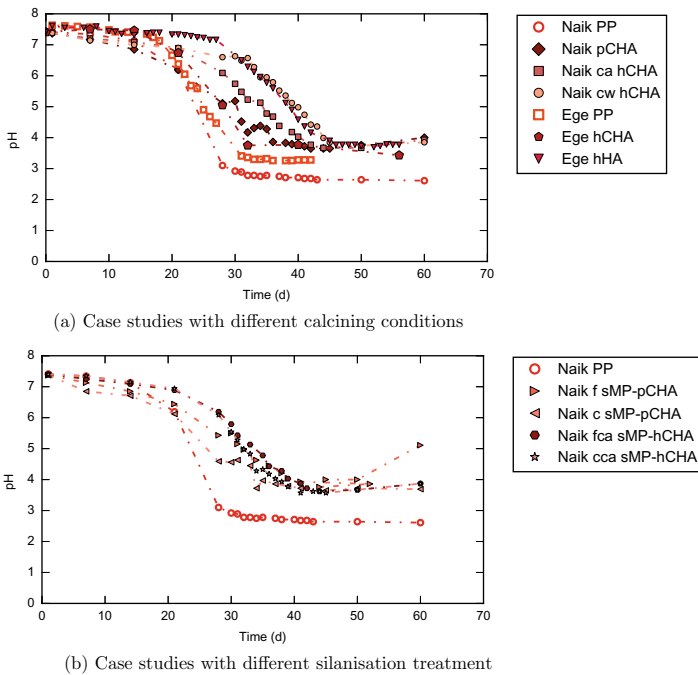 8
7
6
5
4
3
2
1
0
pH
0 10 20 30 40 50 60 70
Time (d)
Naik PP
Naik pCHA
Naik ca hCHA
Naik cw hCHA
Ege PP
Ege hCHA
Ege hHA
(a) Case studies with different calcining conditions
8
7
6
5
4
3
2
1
0
pH
0 10 20 30 40 50 60 70
Time (d)
Naik PP
Naik f sMP-pCHA
Naik c sMP-pCHA
Naik fca sMP-hCHA
Naik cca sMP-hCHA
(b) Case studies with different silanisation treatment